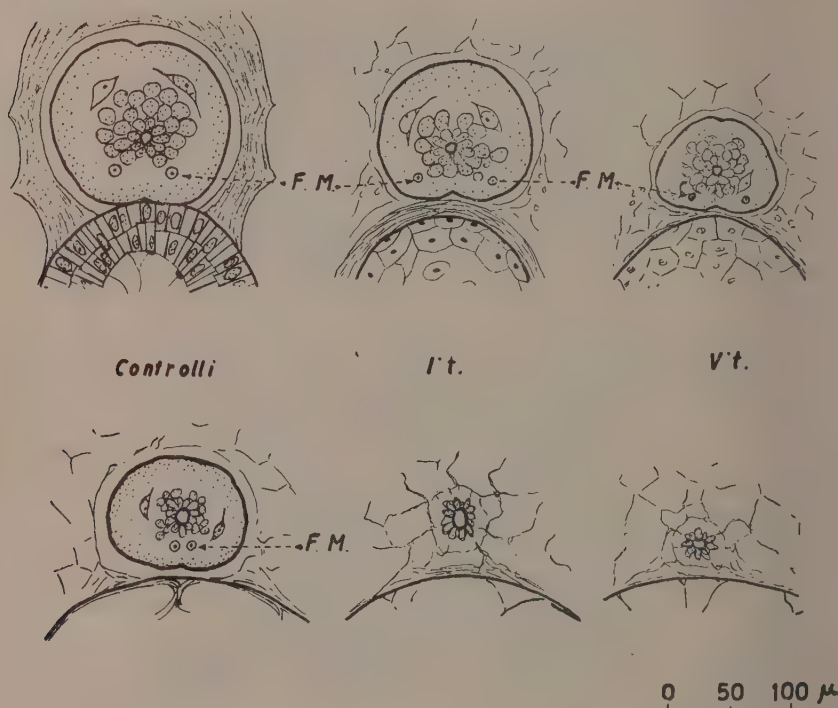 F. M. F. M.
Controlli I t. V t.
F. M.
0 50 100 µ